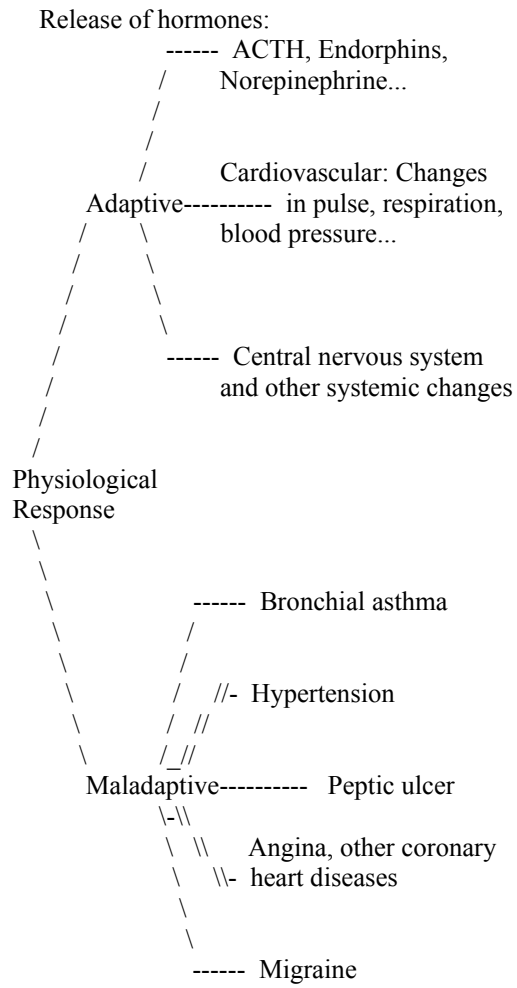 Release of hormones:
------ ACTH, Endorphins,
/ Norepinephrine...
/
/
/
/ Cardiovascular: Changes
Adaptive---------- in pulse, respiration,
/ \ blood pressure...
/ \
/ \
/ \
/ ------ Central nervous system
/ and other systemic changes
/
/
Physiological
Response
\
\
\ ------ Bronchial asthma
\ /
\ /
\ / //- Hypertension
\ / //
\ /_//
Maladaptive---------- Peptic ulcer
\-\\
\ \\ Angina, other coronary
\ \\- heart diseases
\
\
------ Migraine